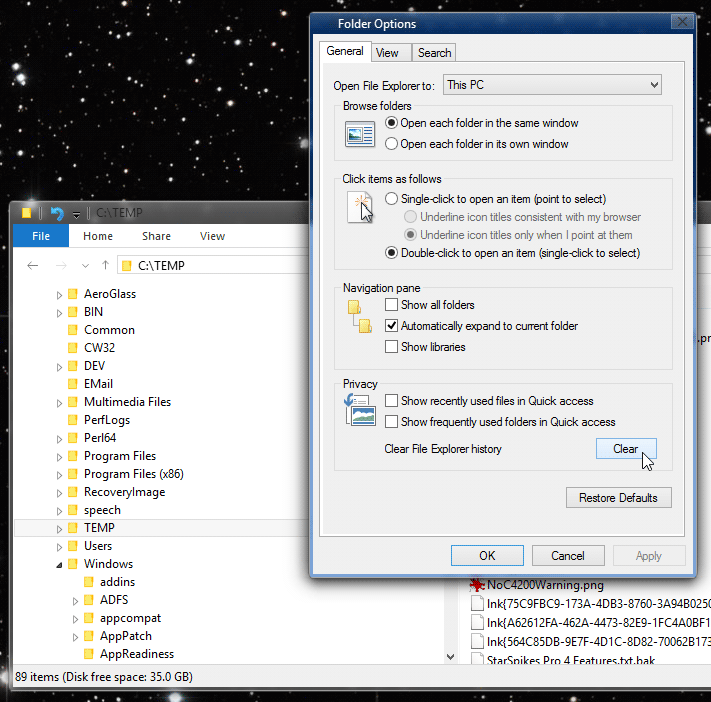 Folder Options
General View Search
Open File Explorer to: This PC
Browse folders
Open each folder in the same window
Open each folder in its own window
Click items as follows
Single-click to open an item (point to select)
Underline icon titles consistent with my browser
Underline icon titles only when I point at them
Double-click to open an item (single-click to select)
Navigation pane
Show all folders
Automatically expand to current folder
Show libraries
Privacy
Show recently used files in Quick access
Show frequently used folders in Quick access
Clear File Explorer history Clear
Restore Defaults
OK Cancel Apply
C:\TEMP
File Home Share View
C:\TEMP
AeroGlass
BIN
Common
CW32
DEV
EMail
Multimedia Files
PerfLogs
Perl64
Program Files
Program Files (x86)
RecoveryImage
speech
TEMP
Users
Windows
addins
ADFS
appcompat
AppPatch
AppReadiness
.pr
NoC4200Warning.png
Ink{75C9FBC9-173A-4DB3-8760-3A94B0250
Ink{A62612FA-462A-4473-82E9-1FC4A0BF1
Ink{564C85DB-9E7F-4D1C-8D82-70062B173
StarSpikes Pro 4 Features.txt.bak
89 items (Disk free space: 35.0 GB)